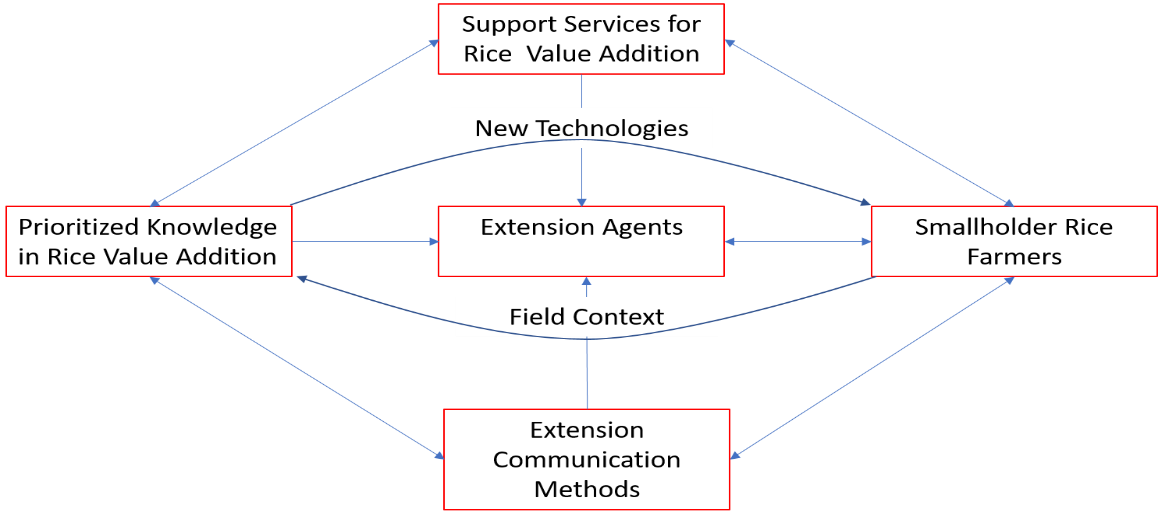 Support Services for
Rice Value Addition
New Technologies
Prioritized Knowledge
in Rice Value Addition
Extension Agents
Smallholder Rice
Farmers
Field Context
Extension
Communication
Methods